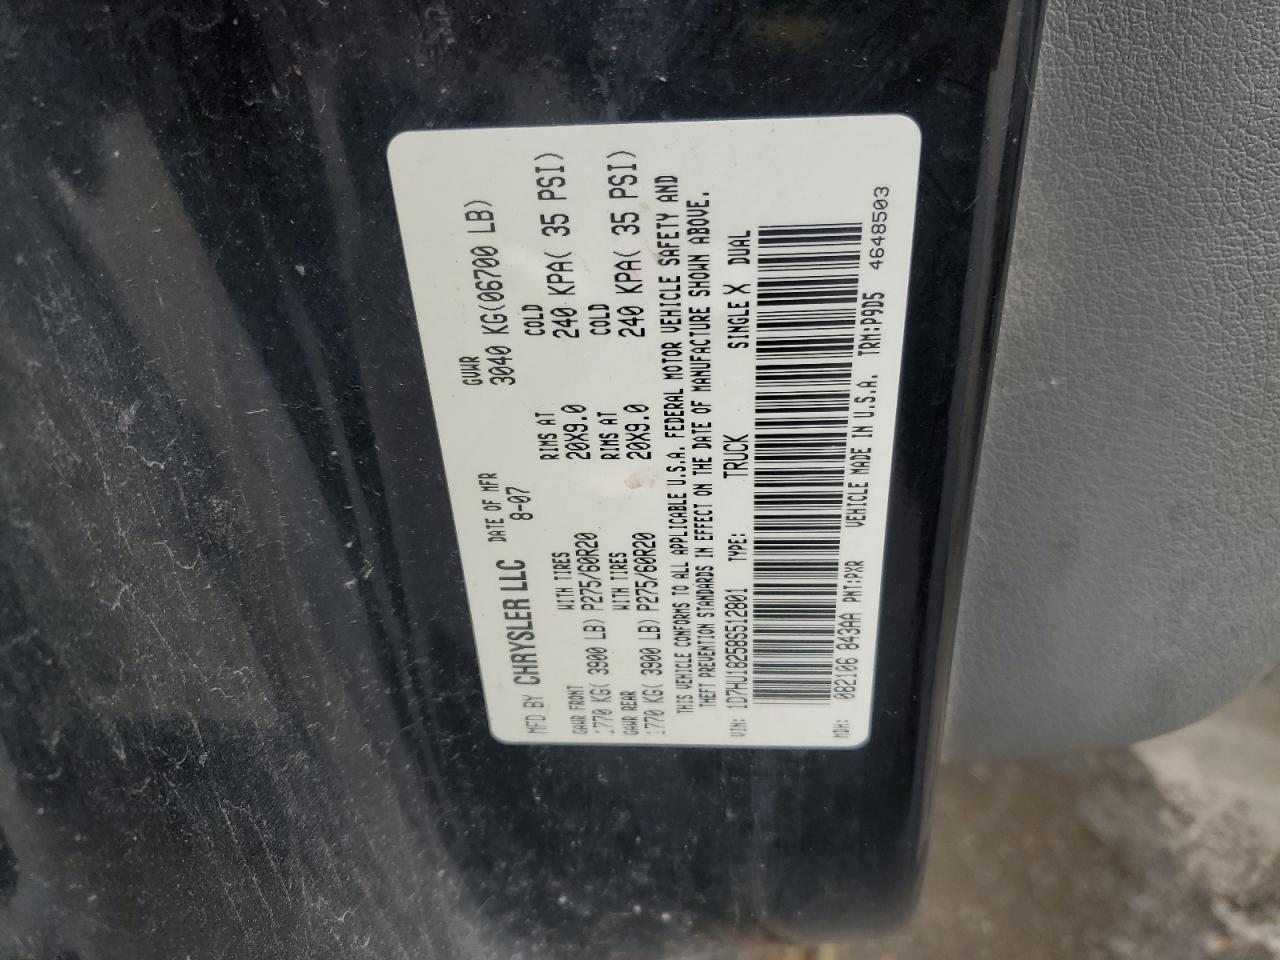 MFD BY CHRYSLER LLC DATE OF MFR 8-07 GVWR 3040 KG(06700 LB)
GAWR FRONT WITH TIRES RIMS AT COLD
1770 KG( 3900 LB) P275/60R20 20X9.0 240 KPA( 35 PSI)
GAWR REAR WITH TIRES RIMS AT COLD
1770 KG( 3900 LB) P275/60R20 20X9.0 240 KPA( 35 PSI)
THIS VEHICLE CONFORMS TO ALL APPLICABLE U.S.A. FEDERAL MOTOR VEHICLE SAFETY AND
THEFT PREVENTION STANDARDS IN EFFECT ON THE DATE OF MANUFACTURE SHOWN ABOVE.
VIN: 1D7HU18258S512801 TYPE: TRUCK SINGLE X DUAL
MDH: 082106 843AA PNT:PXR VEHICLE MADE IN U.S.A. TRM:P9D5 4648503